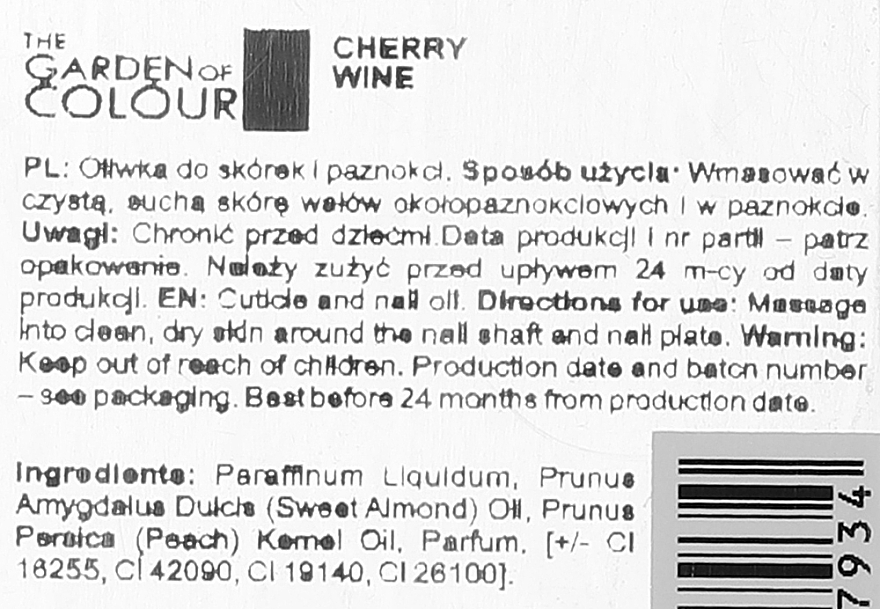 THE
GARDEN OF
COLOUR
CHERRY
WINE
PL: Oliwka do skórek i paznokci. Sposób użycia: Wmasować w
czystą, suchą skórę wałów okołopaznokciowych i w paznokcie.
Uwagi: Chronić przed dziećmi. Data produkcji i nr partii – patrz
opakowanie. Należy zużyć przed upływem 24 m-cy od daty
produkcji. EN: Cuticle and nail oil. Directions for use: Massage
into clean, dry skin around the nail shaft and nail plate. Warning:
Keep out of reach of children. Production date and batch number
– see packaging. Best before 24 months from production date.
Ingredients: Paraffinum Liquidum, Prunus
Amygdalus Dulcis (Sweet Almond) Oil, Prunus
Persica (Peach) Kernel Oil, Parfum, [+/- CI
16255, CI 42090, CI 19140, CI 26100].
7934